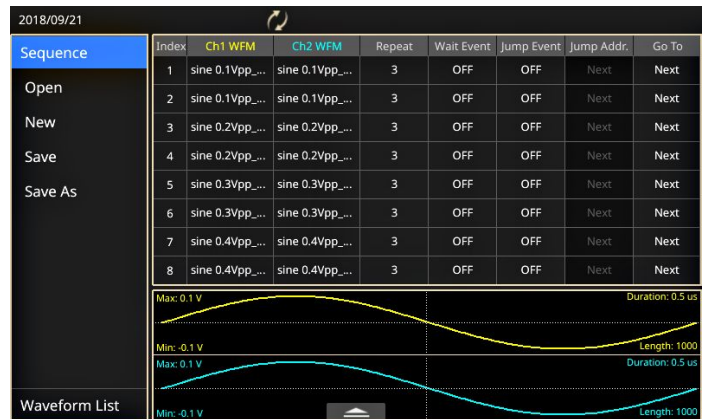 2018/09/21
Sequence
Open
New
Save
Save As
Waveform List
Index Ch1 WFM Ch2 WFM Repeat Wait Event Jump Event Jump Addr. Go To
1 sine 0.1Vpp_... sine 0.1Vpp_... 3 OFF OFF Next Next
2 sine 0.1Vpp_... sine 0.1Vpp_... 3 OFF OFF Next Next
3 sine 0.2Vpp_... sine 0.2Vpp_... 3 OFF OFF Next Next
4 sine 0.2Vpp_... sine 0.2Vpp_... 3 OFF OFF Next Next
5 sine 0.3Vpp_... sine 0.3Vpp_... 3 OFF OFF Next Next
6 sine 0.3Vpp_... sine 0.3Vpp_... 3 OFF OFF Next Next
7 sine 0.4Vpp_... sine 0.4Vpp_... 3 OFF OFF Next Next
8 sine 0.4Vpp_... sine 0.4Vpp_... 3 OFF OFF Next Next
Max: 0.1 V Duration: 0.5 us
Min: -0.1 V Length: 1000
Max: 0.1 V Duration: 0.5 us
Min: -0.1 V Length: 1000